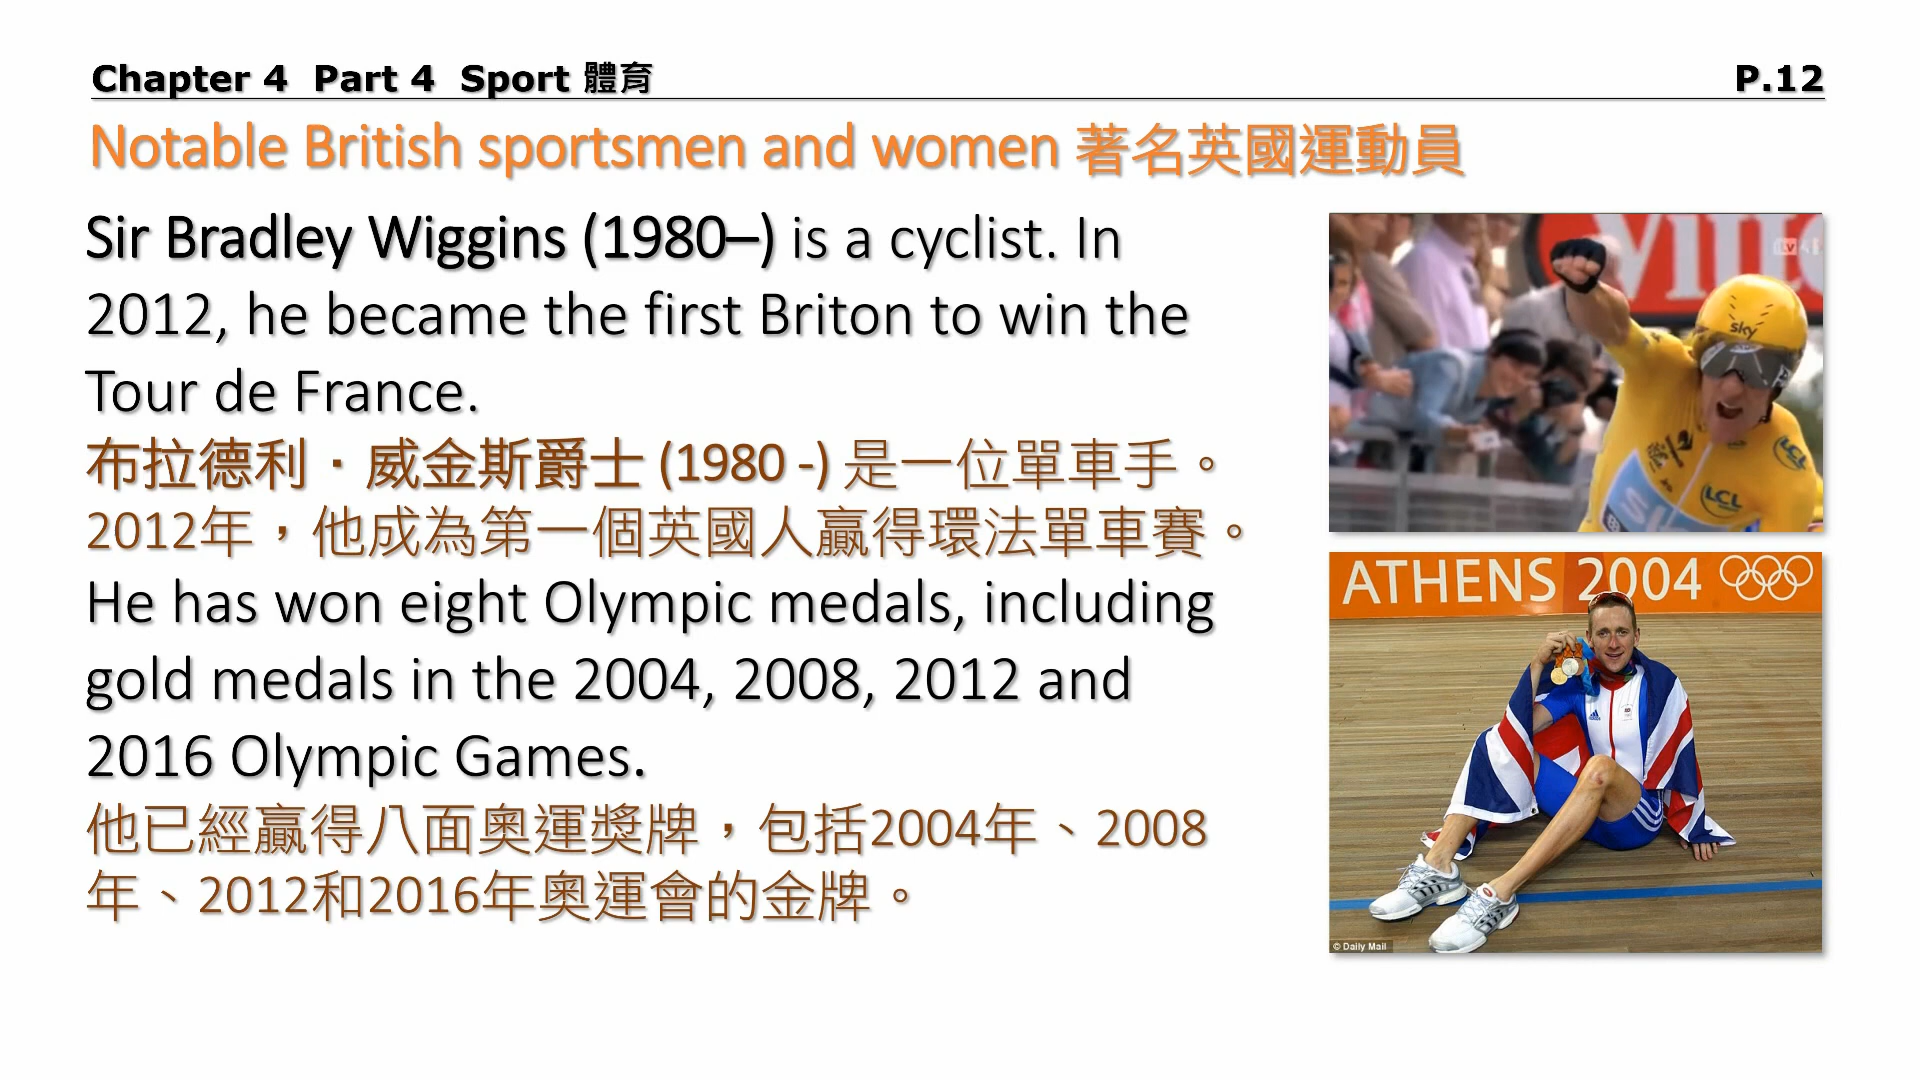 Chapter 4 Part 4 Sport 體育 P.12
Notable British sportsmen and women 著名英國運動員
Sir Bradley Wiggins (1980–) is a cyclist. In
2012, he became the first Briton to win the
Tour de France.
布拉德利．威金斯爵士 (1980 -) 是一位單車手。
2012年，他成為第一個英國人贏得環法單車賽。
He has won eight Olympic medals, including
gold medals in the 2004, 2008, 2012 and
2016 Olympic Games.
他已經贏得八面奧運獎牌，包括2004年、2008
年、2012和2016年奧運會的金牌。
sky
LCL
LCL
ATHENS 2004
© Daily Mail